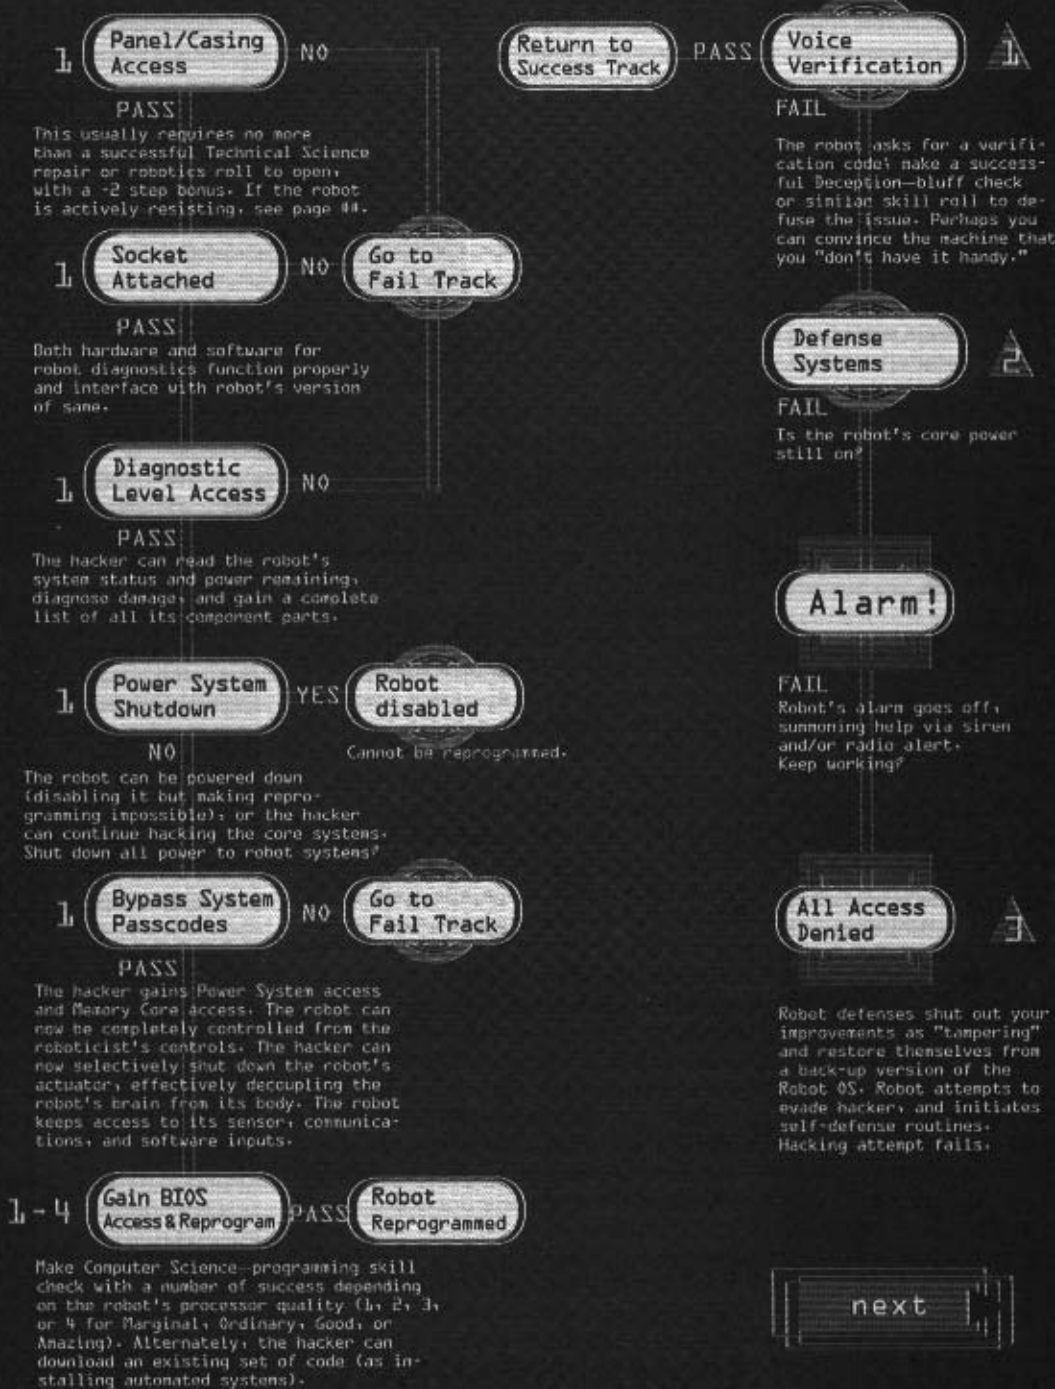 1
Panel/Casing
Access
NO
PASS
This usually requires no more
than a successful Technical Science
repair or robotics roll to open,
with a -2 step bonus. If the robot
is actively resisting, see page ##.
1
Socket
Attached
NO
Go to
Fail Track
PASS
Both hardware and software for
robot diagnostics function properly
and interface with robot's version
of same.
1
Diagnostic
Level Access
NO
PASS
The hacker can read the robot's
system status and power remaining,
diagnose damage, and gain a complete
list of all its component parts.
1
Power System
Shutdown
YES
Robot
disabled
Cannot be reprogrammed.
NO
The robot can be powered down
(disabling it but making repro-
gramming impossible), or the hacker
can continue hacking the core systems.
Shut down all power to robot systems?
1
Bypass System
Passcodes
NO
Go to
Fail Track
PASS
The hacker gains Power System access
and Memory Core access. The robot can
now be completely controlled from the
roboticist's controls. The hacker can
now selectively shut down the robot's
actuator, effectively decoupling the
robot's brain from its body. The robot
keeps access to its sensor, communica-
tions, and software inputs.
1-4
Gain BIOS
Access & Reprogram
PASS
Robot
Reprogrammed
Make Computer Science—programming skill
check with a number of success depending
on the robot's processor quality (1, 2, 3,
or 4 for Marginal, Ordinary, Good, or
Amazing). Alternately, the hacker can
download an existing set of code (as in-
stalling automated systems).
Return to
Success Track
PASS
Voice
Verification
1
FAIL
The robot asks for a verifi-
cation code; make a success-
ful Deception—bluff check
or similar skill roll to de-
fuse the issue. Perhaps you
can convince the machine that
you "don't have it handy."
Defense
Systems
2
FAIL
Is the robot's core power
still on?
Alarm!
FAIL
Robot's alarm goes off,
summoning help via siren
and/or radio alert.
Keep working?
All Access
Denied
3
Robot defenses shut out your
improvements as "tampering"
and restore themselves from
a back-up version of the
Robot OS. Robot attempts to
evade hacker, and initiates
self-defense routines.
Hacking attempt fails.
next